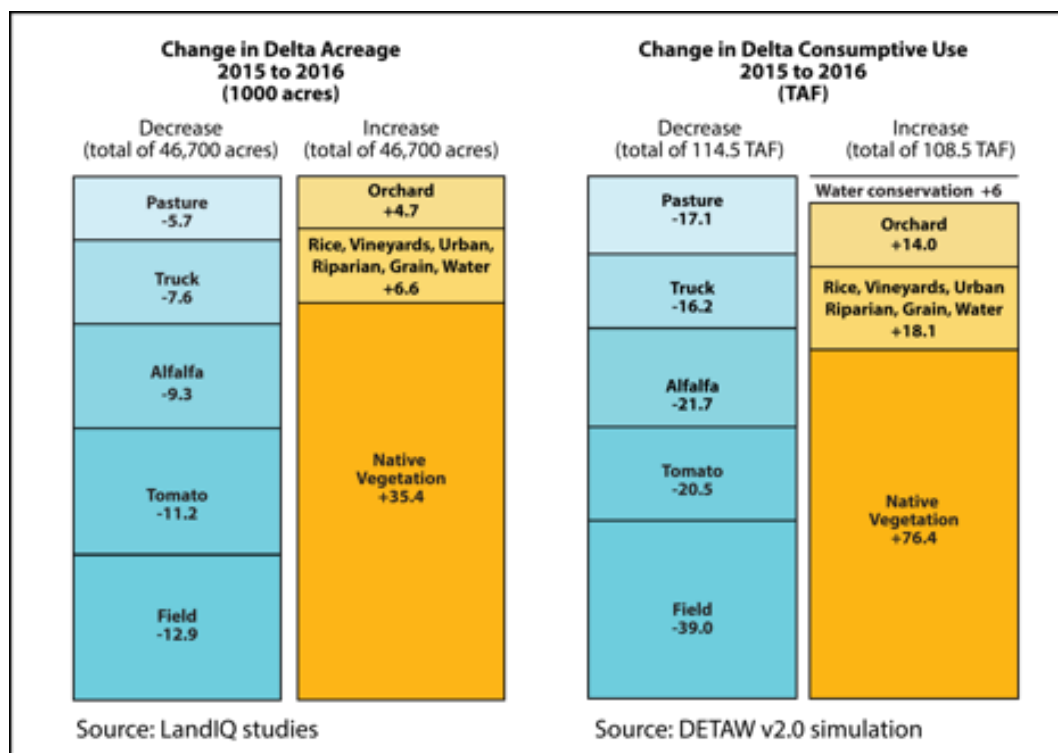 Change in Delta Acreage
2015 to 2016
(1000 acres)
Decrease
(total of 46,700 acres)
Increase
(total of 46,700 acres)
Pasture
-5.7
Truck
-7.6
Alfalfa
-9.3
Tomato
-11.2
Field
-12.9
Orchard
+4.7
Rice, Vineyards, Urban,
Riparian, Grain, Water
+6.6
Native
Vegetation
+35.4
Source: LandIQ studies
Change in Delta Consumptive Use
2015 to 2016
(TAF)
Decrease
(total of 114.5 TAF)
Increase
(total of 108.5 TAF)
Pasture
-17.1
Truck
-16.2
Alfalfa
-21.7
Tomato
-20.5
Field
-39.0
Water conservation +6
Orchard
+14.0
Rice, Vineyards, Urban
Riparian, Grain, Water
+18.1
Native
Vegetation
+76.4
Source: DETAW v2.0 simulation